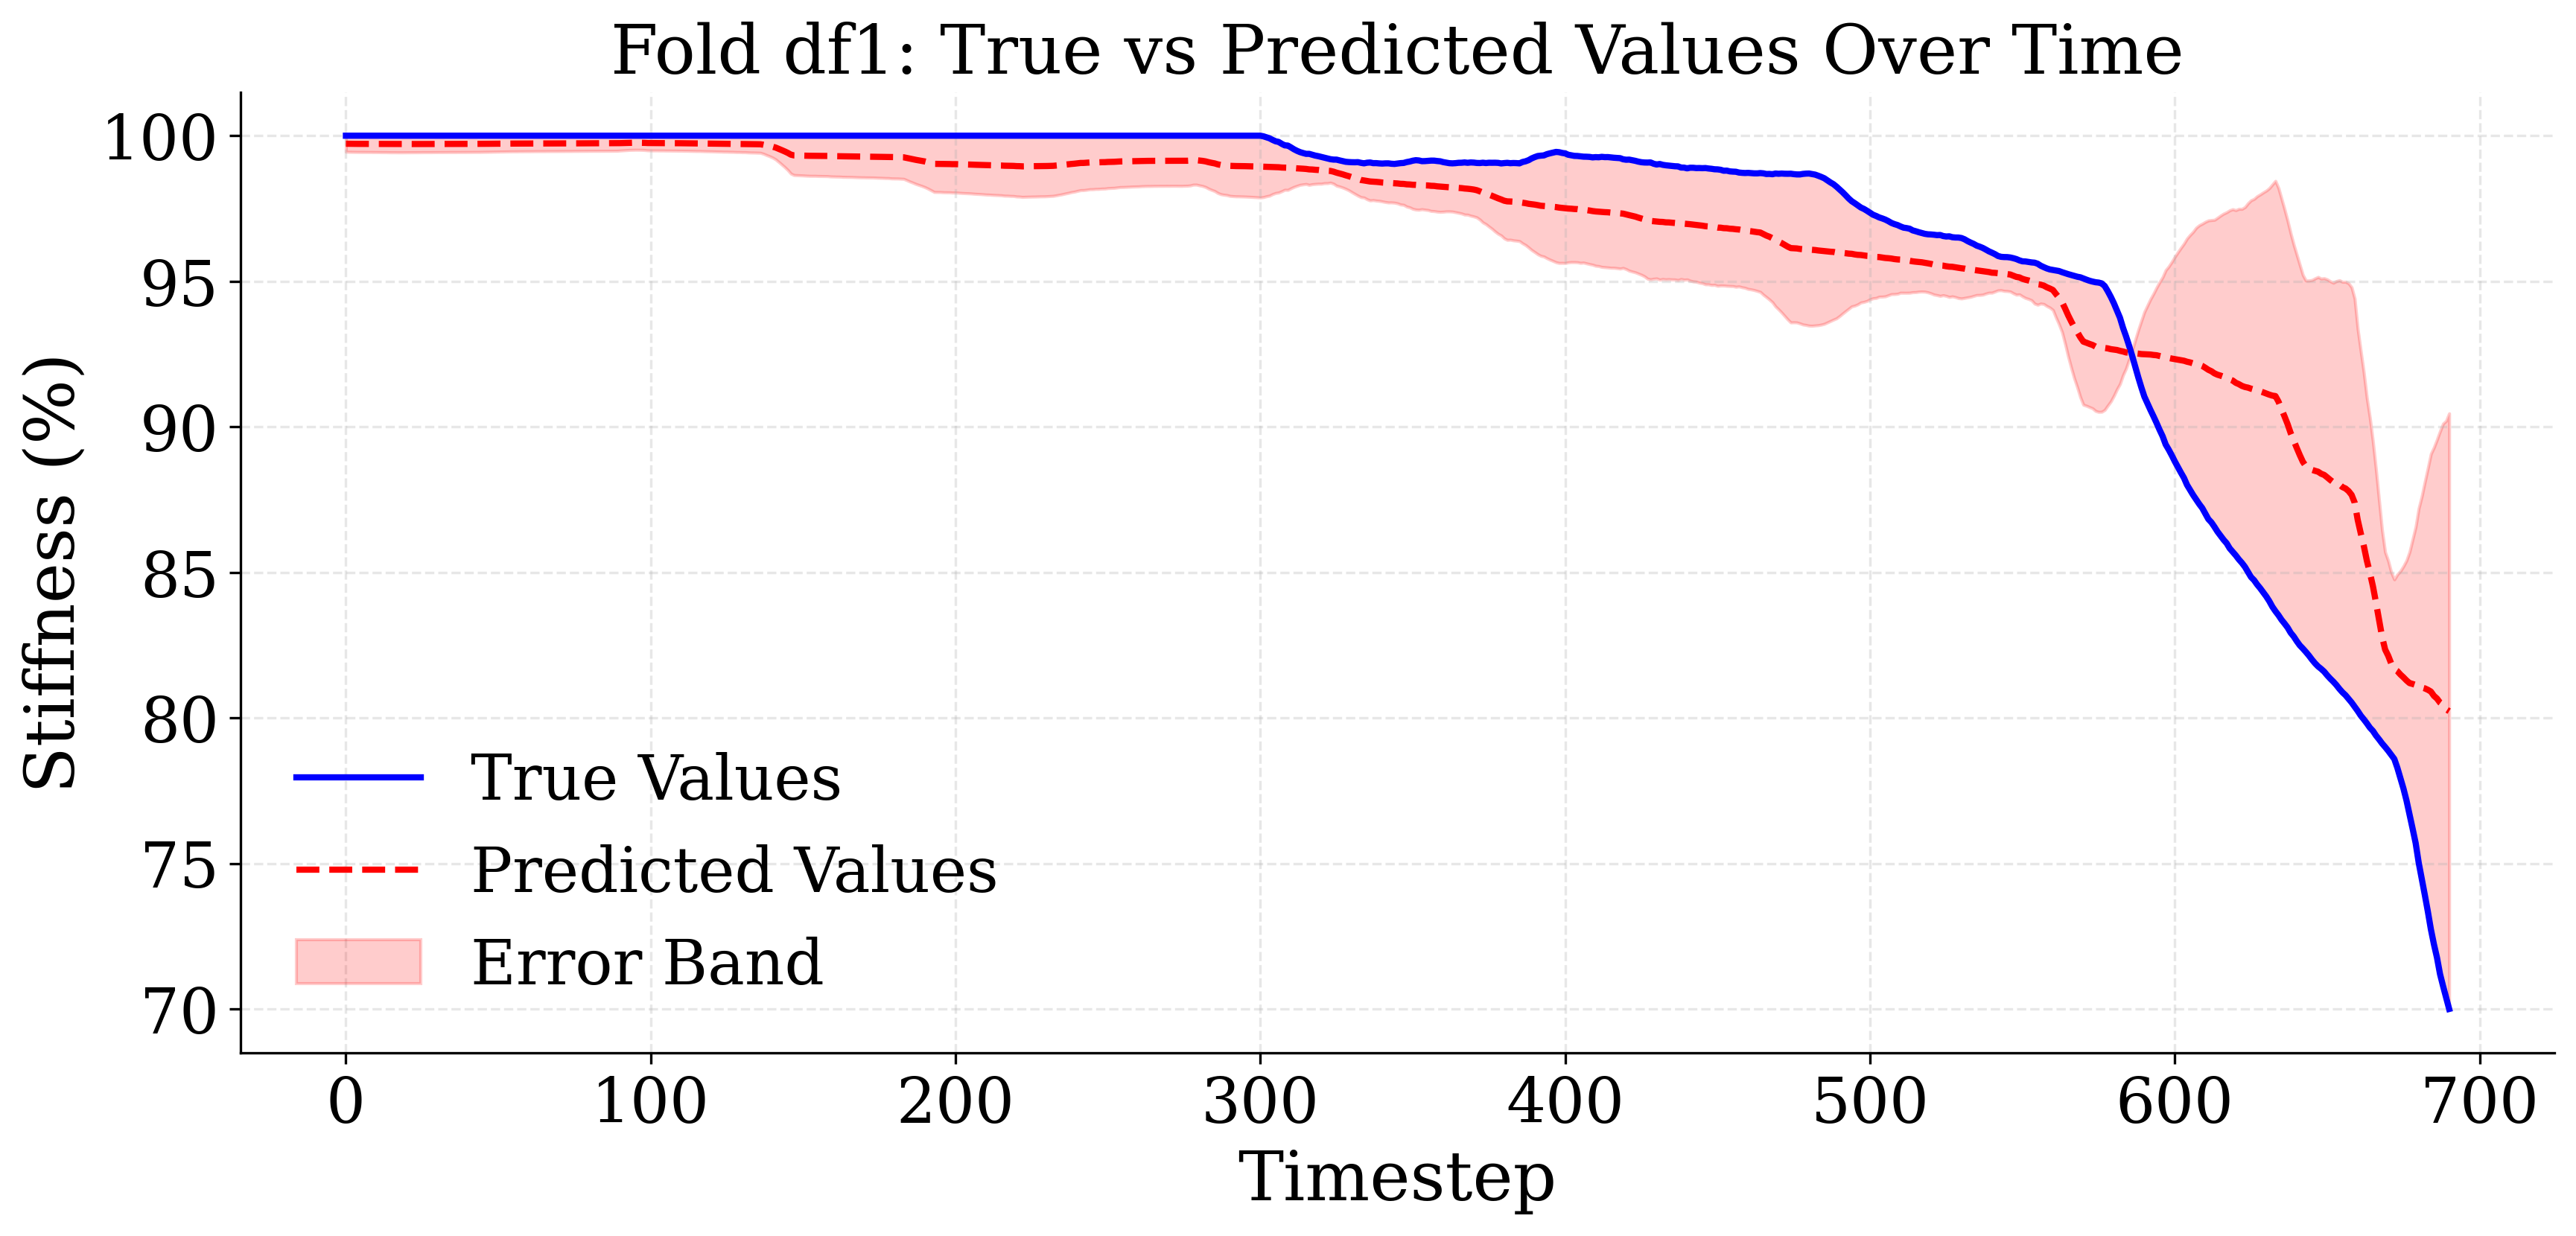 Fold df1: True vs Predicted Values Over Time
Stiffness (%)
100
95
90
85
80
75
70
True Values
Predicted Values
Error Band
0 100 200 300 400 500 600 700
Timestep